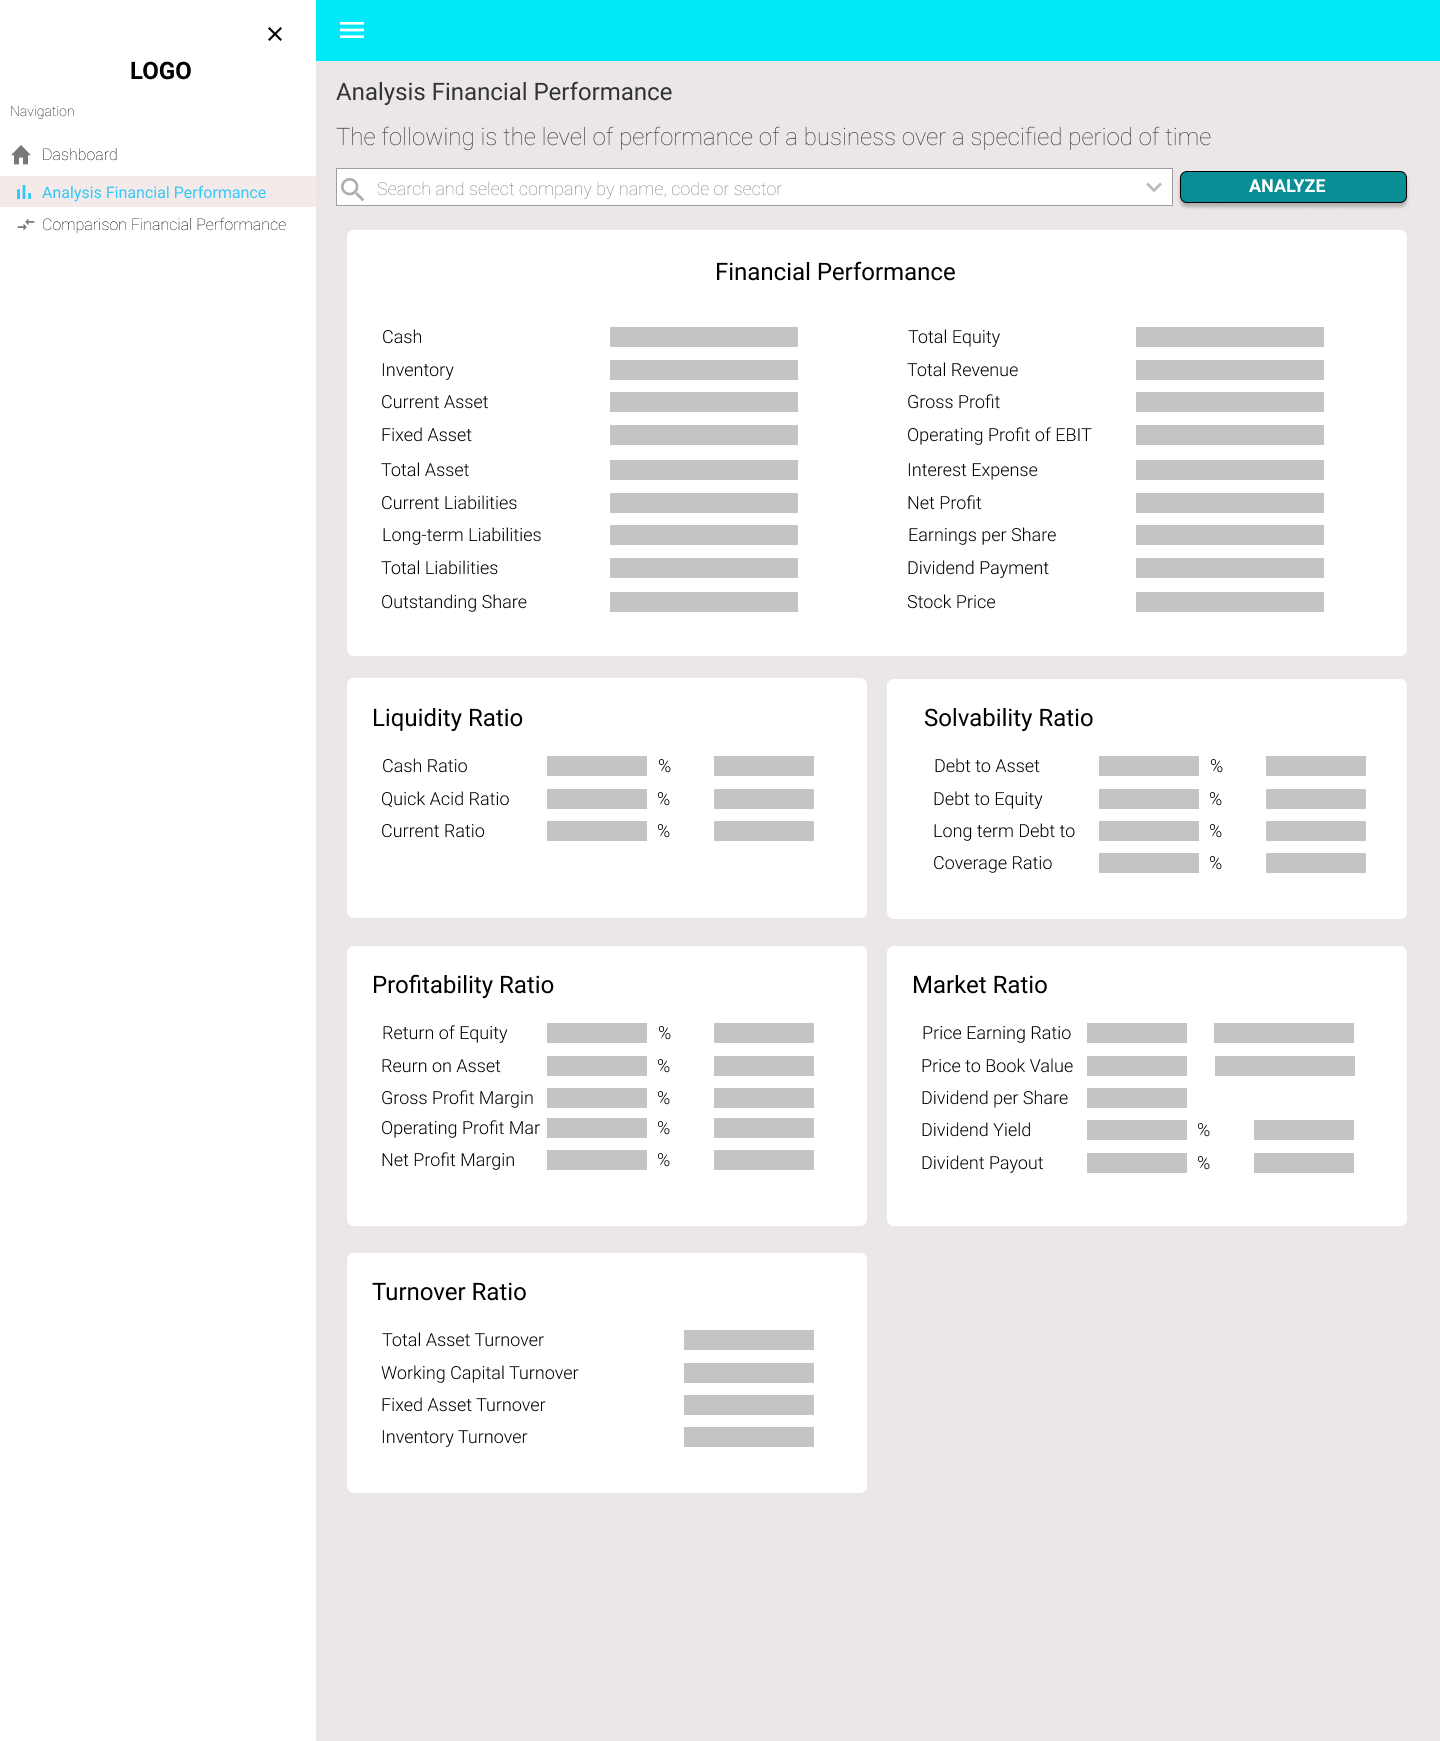 LOGO
Navigation
Dashboard
Analysis Financial Performance
Comparison Financial Performance
Analysis Financial Performance
The following is the level of performance of a business over a specified period of time
Search and select company by name, code or sector
ANALYZE
Financial Performance
Cash
Inventory
Current Asset
Fixed Asset
Total Asset
Current Liabilities
Long-term Liabilities
Total Liabilities
Outstanding Share
Total Equity
Total Revenue
Gross Profit
Operating Profit of EBIT
Interest Expense
Net Profit
Earnings per Share
Dividend Payment
Stock Price
Liquidity Ratio
Cash Ratio %
Quick Acid Ratio %
Current Ratio %
Solvability Ratio
Debt to Asset %
Debt to Equity %
Long term Debt to %
Coverage Ratio %
Profitability Ratio
Return of Equity %
Reurn on Asset %
Gross Profit Margin %
Operating Profit Mar %
Net Profit Margin %
Market Ratio
Price Earning Ratio
Price to Book Value
Dividend per Share
Dividend Yield %
Divident Payout %
Turnover Ratio
Total Asset Turnover
Working Capital Turnover
Fixed Asset Turnover
Inventory Turnover